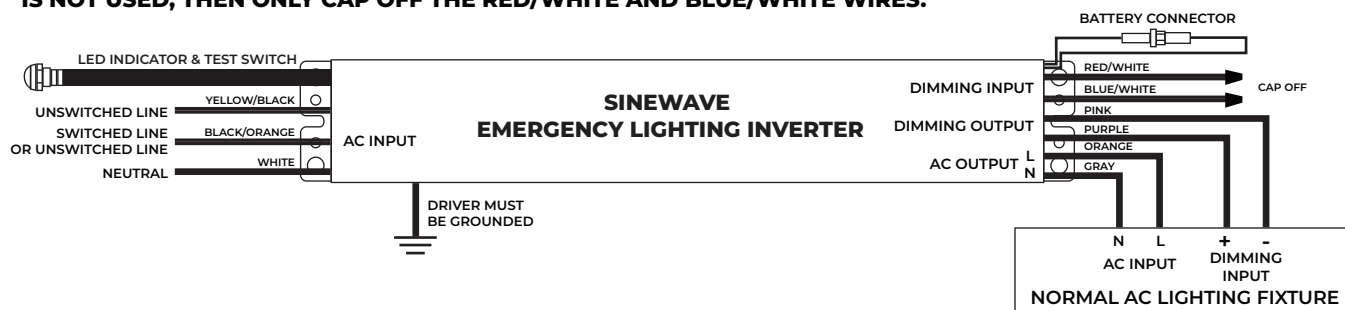 IS NOT USED, THEN ONLY CAP OFF THE RED/WHITE AND BLUE/WHITE WIRES.
BATTERY CONNECTOR
LED INDICATOR & TEST SWITCH
RED/WHITE
DIMMING INPUT
BLUE/WHITE
CAP OFF
YELLOW/BLACK
UNSWITCHED LINE
SINEWAVE
EMERGENCY LIGHTING INVERTER
PINK
DIMMING OUTPUT
SWITCHED LINE
OR UNSWITCHED LINE
BLACK/ORANGE
AC INPUT
PURPLE
ORANGE
AC OUTPUT
L
N
WHITE
NEUTRAL
GRAY
DRIVER MUST
BE GROUNDED
N L + -
AC INPUT
DIMMING
INPUT
NORMAL AC LIGHTING FIXTURE